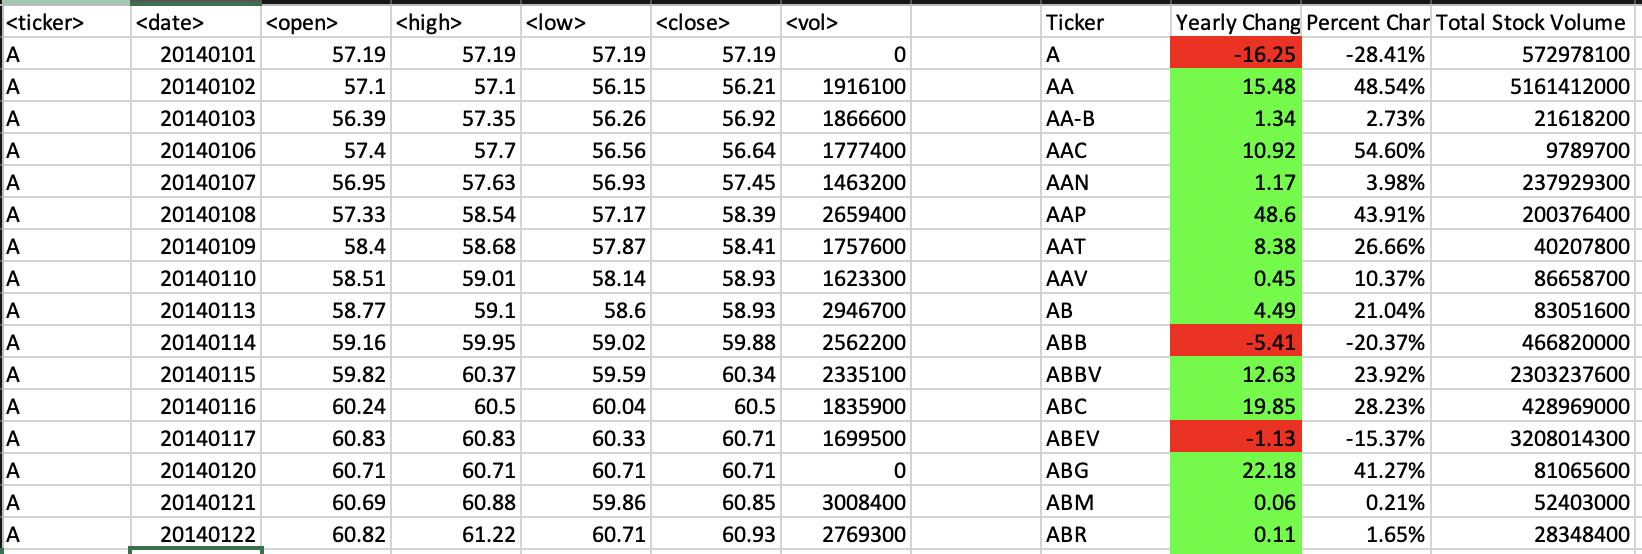 <ticker> <date> <open> <high> <low> <close> <vol> Ticker Yearly Chang Percent Char Total Stock Volume
A 20140101 57.19 57.19 57.19 57.19 0 A -16.25 -28.41% 572978100
A 20140102 57.1 57.1 56.15 56.21 1916100 AA 15.48 48.54% 5161412000
A 20140103 56.39 57.35 56.26 56.92 1866600 AA-B 1.34 2.73% 21618200
A 20140106 57.4 57.7 56.56 56.64 1777400 AAC 10.92 54.60% 9789700
A 20140107 56.95 57.63 56.93 57.45 1463200 AAN 1.17 3.98% 237929300
A 20140108 57.33 58.54 57.17 58.39 2659400 AAP 48.6 43.91% 200376400
A 20140109 58.4 58.68 57.87 58.41 1757600 AAT 8.38 26.66% 40207800
A 20140110 58.51 59.01 58.14 58.93 1623300 AAV 0.45 10.37% 86658700
A 20140113 58.77 59.1 58.6 58.93 2946700 AB 4.49 21.04% 83051600
A 20140114 59.16 59.95 59.02 59.88 2562200 ABB -5.41 -20.37% 466820000
A 20140115 59.82 60.37 59.59 60.34 2335100 ABBV 12.63 23.92% 2303237600
A 20140116 60.24 60.5 60.04 60.5 1835900 ABC 19.85 28.23% 428969000
A 20140117 60.83 60.83 60.33 60.71 1699500 ABEV -1.13 -15.37% 3208014300
A 20140120 60.71 60.71 60.71 60.71 0 ABG 22.18 41.27% 81065600
A 20140121 60.69 60.88 59.86 60.85 3008400 ABM 0.06 0.21% 52403000
A 20140122 60.82 61.22 60.71 60.93 2769300 ABR 0.11 1.65% 28348400